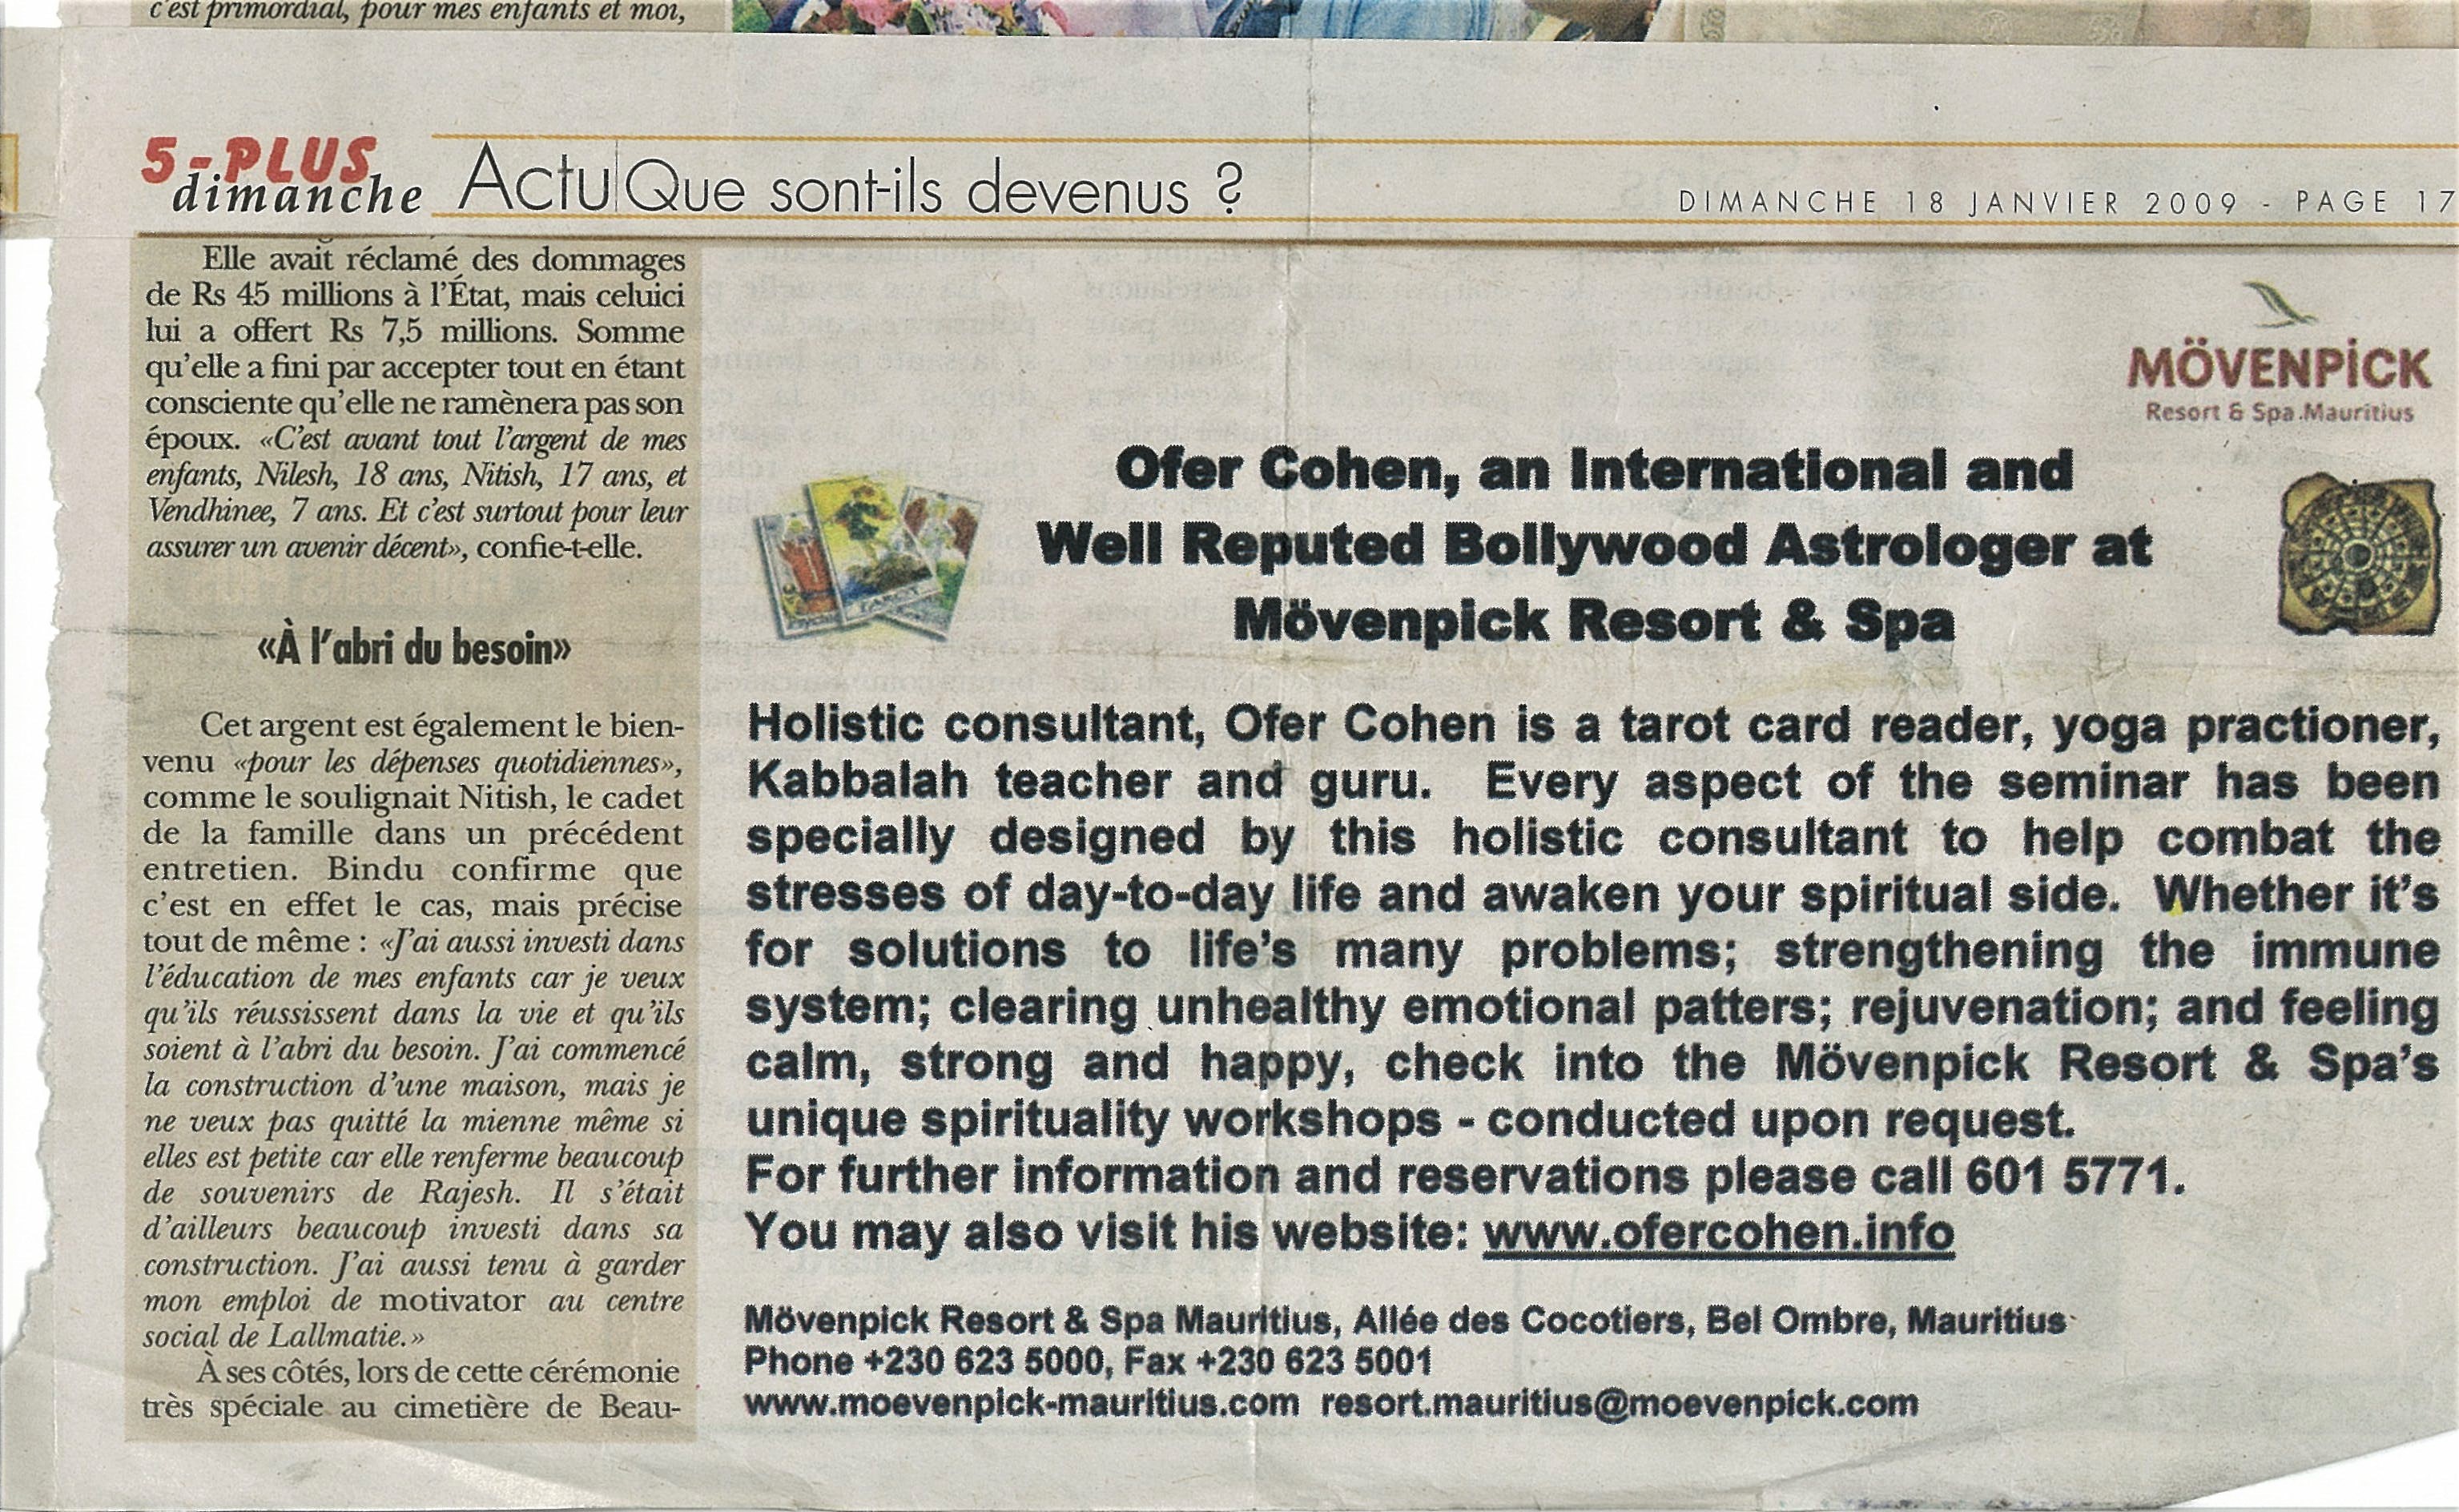 c'est primordial, pour mes enfants et moi,
5-PLUS
dimanche
Actu|Que sont-ils devenus ?
DIMANCHE 18 JANVIER 2009 - PAGE 17
Elle avait réclamé des dommages
de Rs 45 millions à l'État, mais celuici
lui a offert Rs 7,5 millions. Somme
qu'elle a fini par accepter tout en étant
consciente qu'elle ne ramènera pas son
époux. «C'est avant tout l'argent de mes
enfants, Nilesh, 18 ans, Nitish, 17 ans, et
Vendhinee, 7 ans. Et c'est surtout pour leur
assurer un avenir décent», confie-t-elle.
«À l'abri du besoin»
Cet argent est également le bien-
venu «pour les dépenses quotidiennes»,
comme le soulignait Nitish, le cadet
de la famille dans un précédent
entretien. Bindu confirme que
c'est en effet le cas, mais précise
tout de même : «J'ai aussi investi dans
l'éducation de mes enfants car je veux
qu'ils réussissent dans la vie et qu'ils
soient à l'abri du besoin. J'ai commencé
la construction d'une maison, mais je
ne veux pas quitté la mienne même si
elles est petite car elle renferme beaucoup
de souvenirs de Rajesh. Il s'était
d'ailleurs beaucoup investi dans sa
construction. J'ai aussi tenu à garder
mon emploi de motivator au centre
social de Lallmatie.»
À ses côtés, lors de cette cérémonie
très spéciale au cimetière de Beau-
MÖVENPİCK
Resort & Spa Mauritius
Ofer Cohen, an International and
Well Reputed Bollywood Astrologer at
Mövenpick Resort & Spa
TAROT
Holistic consultant, Ofer Cohen is a tarot card reader, yoga practioner,
Kabbalah teacher and guru. Every aspect of the seminar has been
specially designed by this holistic consultant to help combat the
stresses of day-to-day life and awaken your spiritual side. Whether it's
for solutions to life's many problems; strengthening the immune
system; clearing unhealthy emotional patters; rejuvenation; and feeling
calm, strong and happy, check into the Mövenpick Resort & Spa's
unique spirituality workshops - conducted upon request.
For further information and reservations please call 601 5771.
You may also visit his website: www.ofercohen.info
Mövenpick Resort & Spa Mauritius, Allée des Cocotiers, Bel Ombre, Mauritius
Phone +230 623 5000, Fax +230 623 5001
www.moevenpick-mauritius.com resort.mauritius@moevenpick.com